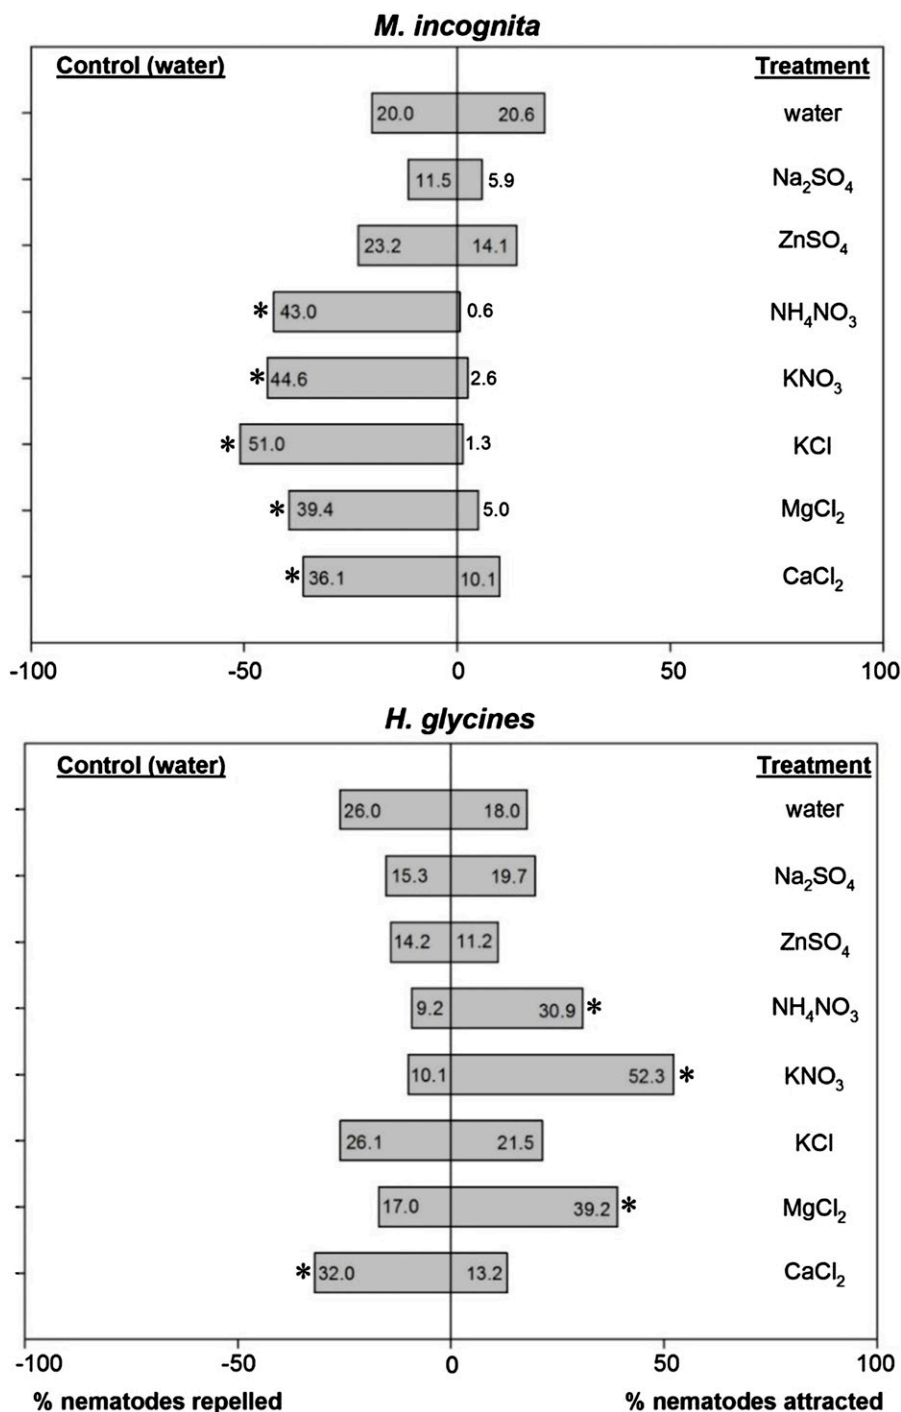 M. incognita
Control (water) Treatment
20.0 20.6 water
11.5 5.9 Na₂SO₄
23.2 14.1 ZnSO₄
* 43.0 0.6 NH₄NO₃
* 44.6 2.6 KNO₃
* 51.0 1.3 KCl
* 39.4 5.0 MgCl₂
* 36.1 10.1 CaCl₂
-100 -50 0 50 100
H. glycines
Control (water) Treatment
26.0 18.0 water
15.3 19.7 Na₂SO₄
14.2 11.2 ZnSO₄
9.2 30.9 * NH₄NO₃
10.1 52.3 * KNO₃
26.1 21.5 KCl
17.0 39.2 * MgCl₂
* 32.0 13.2 CaCl₂
-100 -50 0 50 100
% nematodes repelled % nematodes attracted